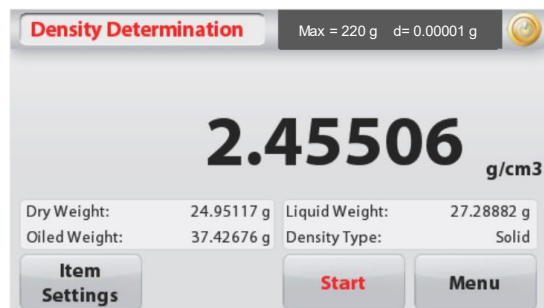 Density Determination
Max = 220 g d= 0.00001 g
2.45506 g/cm3
Dry Weight: 24.95117 g Liquid Weight: 27.28882 g
Oiled Weight: 37.42676 g Density Type: Solid
Item Settings
Start
Menu